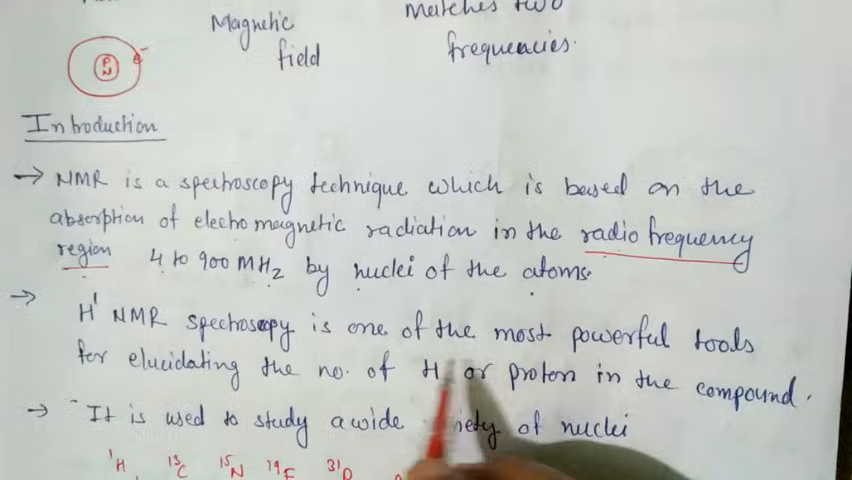 Magnetic
field
Matches two
frequencies.
P
N
e-
Introduction
→ NMR is a spectroscopy technique which is based on the
absorption of electromagnetic radiation in the radio frequency
region 4 to 900 MHz by nuclei of the atoms.
→ H¹ NMR spectroscopy is one of the most powerful tools
for elucidating the no. of H or proton in the compound.
→ It is used to study a wide of nuclei
¹H ¹³C ¹⁵N ¹⁹F ³¹P